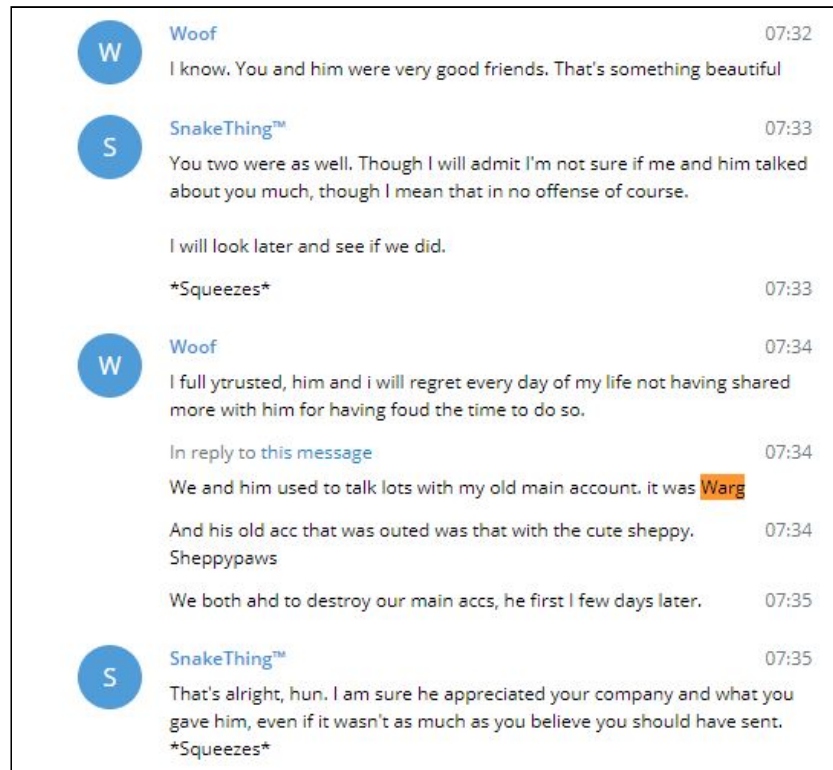 W
Woof 07:32
I know. You and him were very good friends. That's something beautiful
S
SnakeThing™ 07:33
You two were as well. Though I will admit I'm not sure if me and him talked
about you much, though I mean that in no offense of course.
I will look later and see if we did.
*Squeezes* 07:33
W
Woof 07:34
I full ytrusted, him and i will regret every day of my life not having shared
more with him for having foud the time to do so.
In reply to this message 07:34
We and him used to talk lots with my old main account. it was Warg
And his old acc that was outed was that with the cute sheppy. 07:34
Sheppypaws
We both ahd to destroy our main accs, he first I few days later. 07:35
S
SnakeThing™ 07:35
That's alright, hun. I am sure he appreciated your company and what you
gave him, even if it wasn't as much as you believe you should have sent.
*Squeezes*